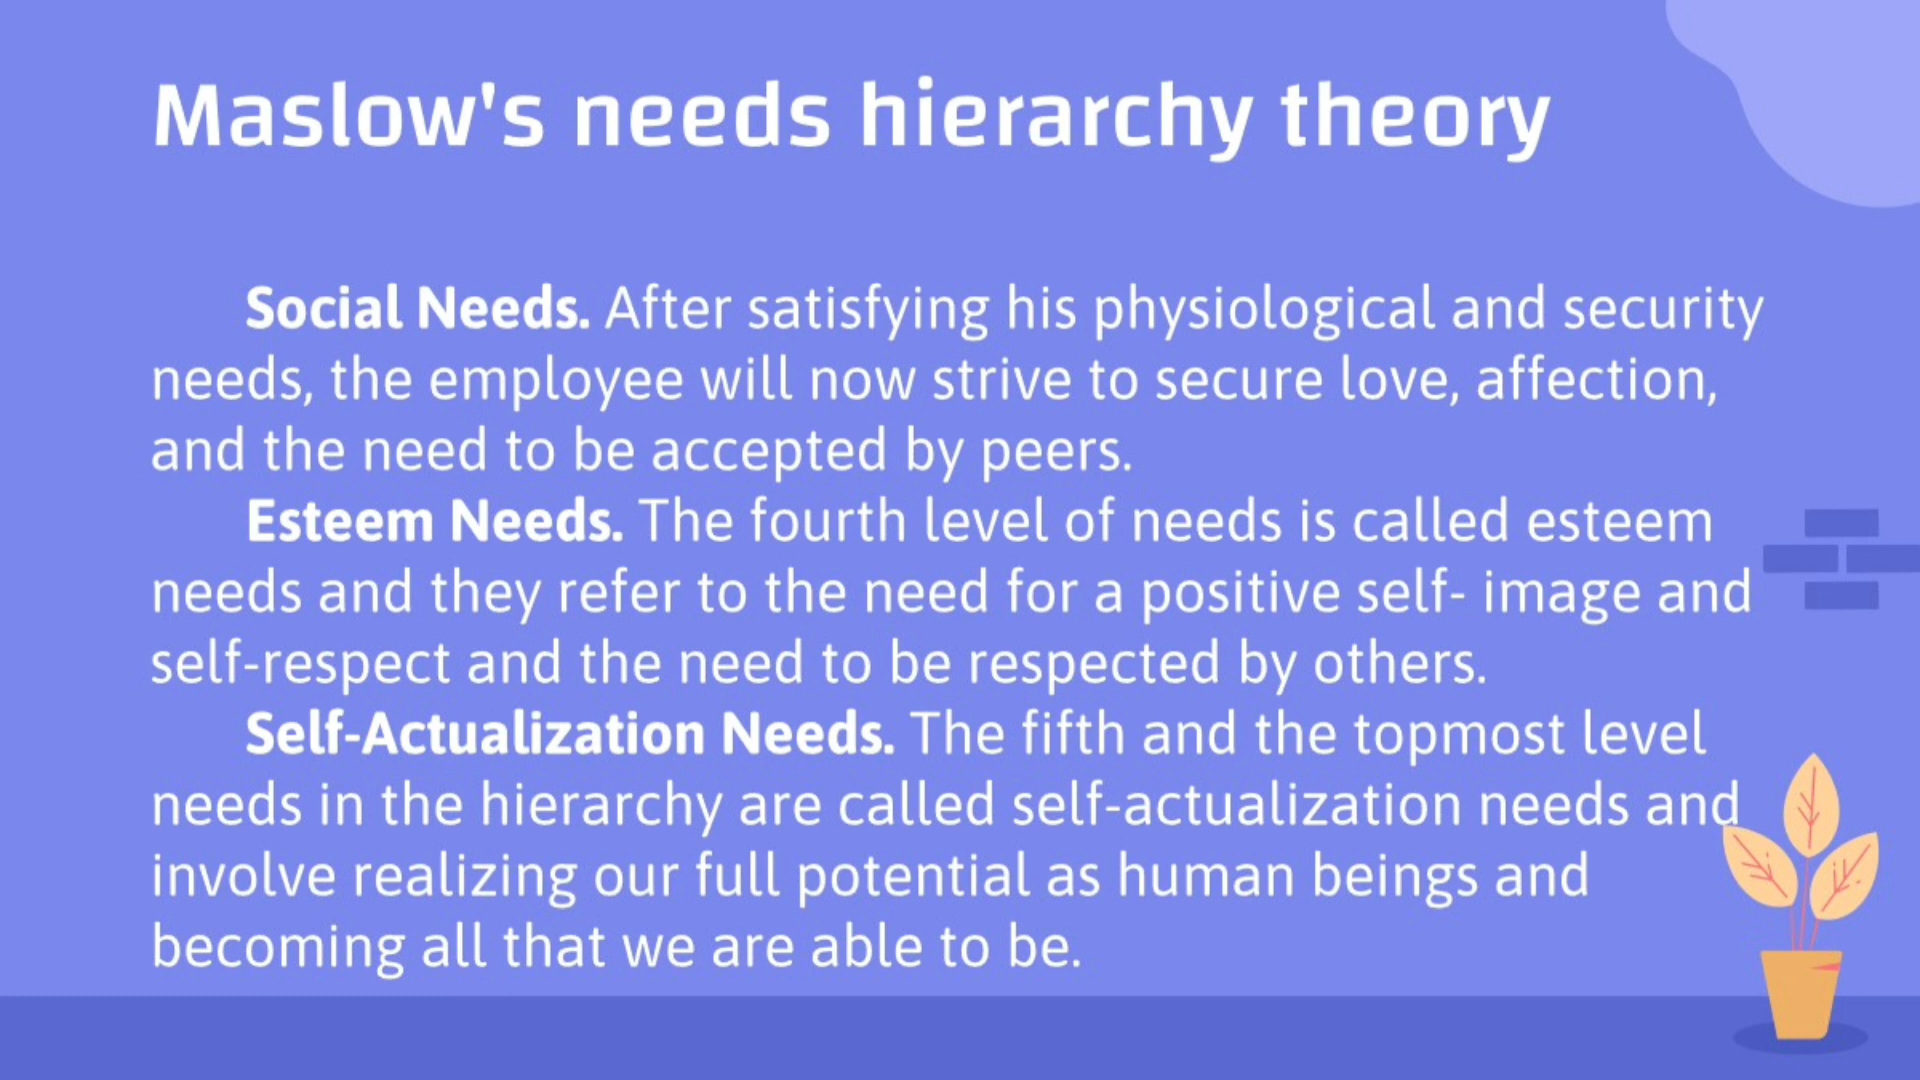 Maslow's needs hierarchy theory
Social Needs. After satisfying his physiological and security
needs, the employee will now strive to secure love, affection,
and the need to be accepted by peers.
Esteem Needs. The fourth level of needs is called esteem
needs and they refer to the need for a positive self- image and
self-respect and the need to be respected by others.
Self-Actualization Needs. The fifth and the topmost level
needs in the hierarchy are called self-actualization needs and
involve realizing our full potential as human beings and
becoming all that we are able to be.